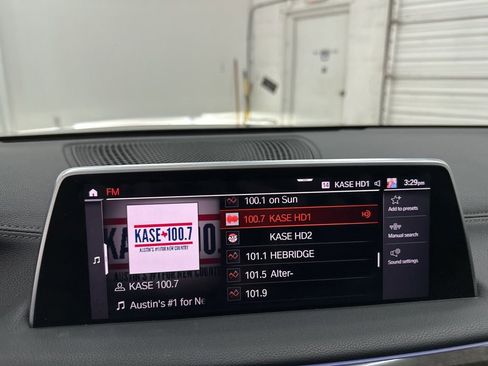 FM
14 KASE HD1
3:29pm
100.1 on Sun
100.7 KASE HD1
KASE HD2
101.1 HEBRIDGE
101.5 Alter-
101.9
KASE 100.7
AUSTIN'S #1 FOR NEW COUNTRY
KASE 100.7
Austin's #1 for Ne
Add to presets
Manual search
Sound settings